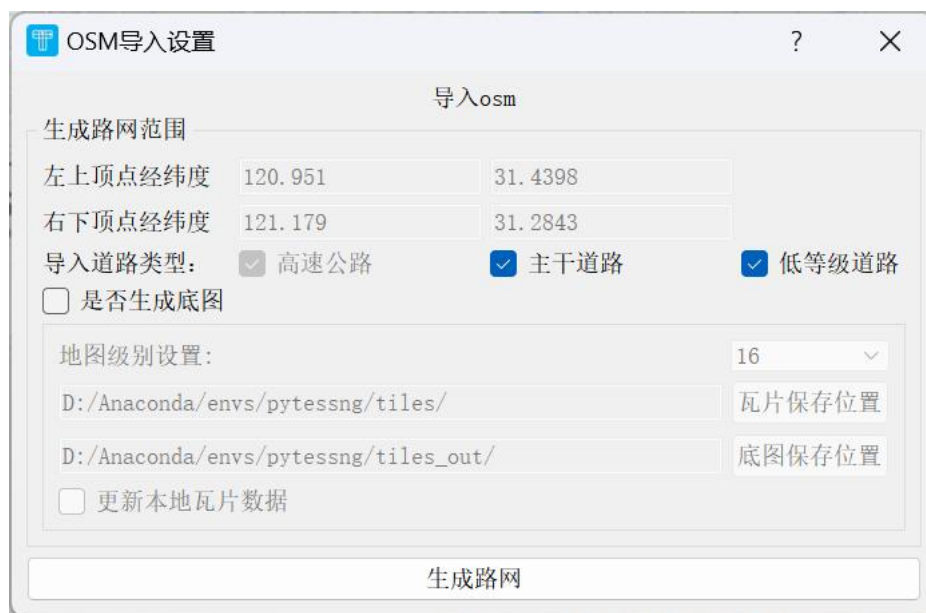 OSM导入设置
导入osm
生成路网范围
左上顶点经纬度 120.951 31.4398
右下顶点经纬度 121.179 31.2843
导入道路类型: 高速公路 主干道路 低等级道路
是否生成底图
地图级别设置: 16
D:/Anaconda/envs/pytessng/tiles/ 瓦片保存位置
D:/Anaconda/envs/pytessng/tiles_out/ 底图保存位置
更新本地瓦片数据
生成路网